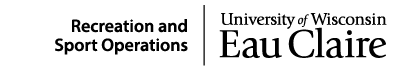 Recreation and
Sport Operations
University of Wisconsin
Eau Claire